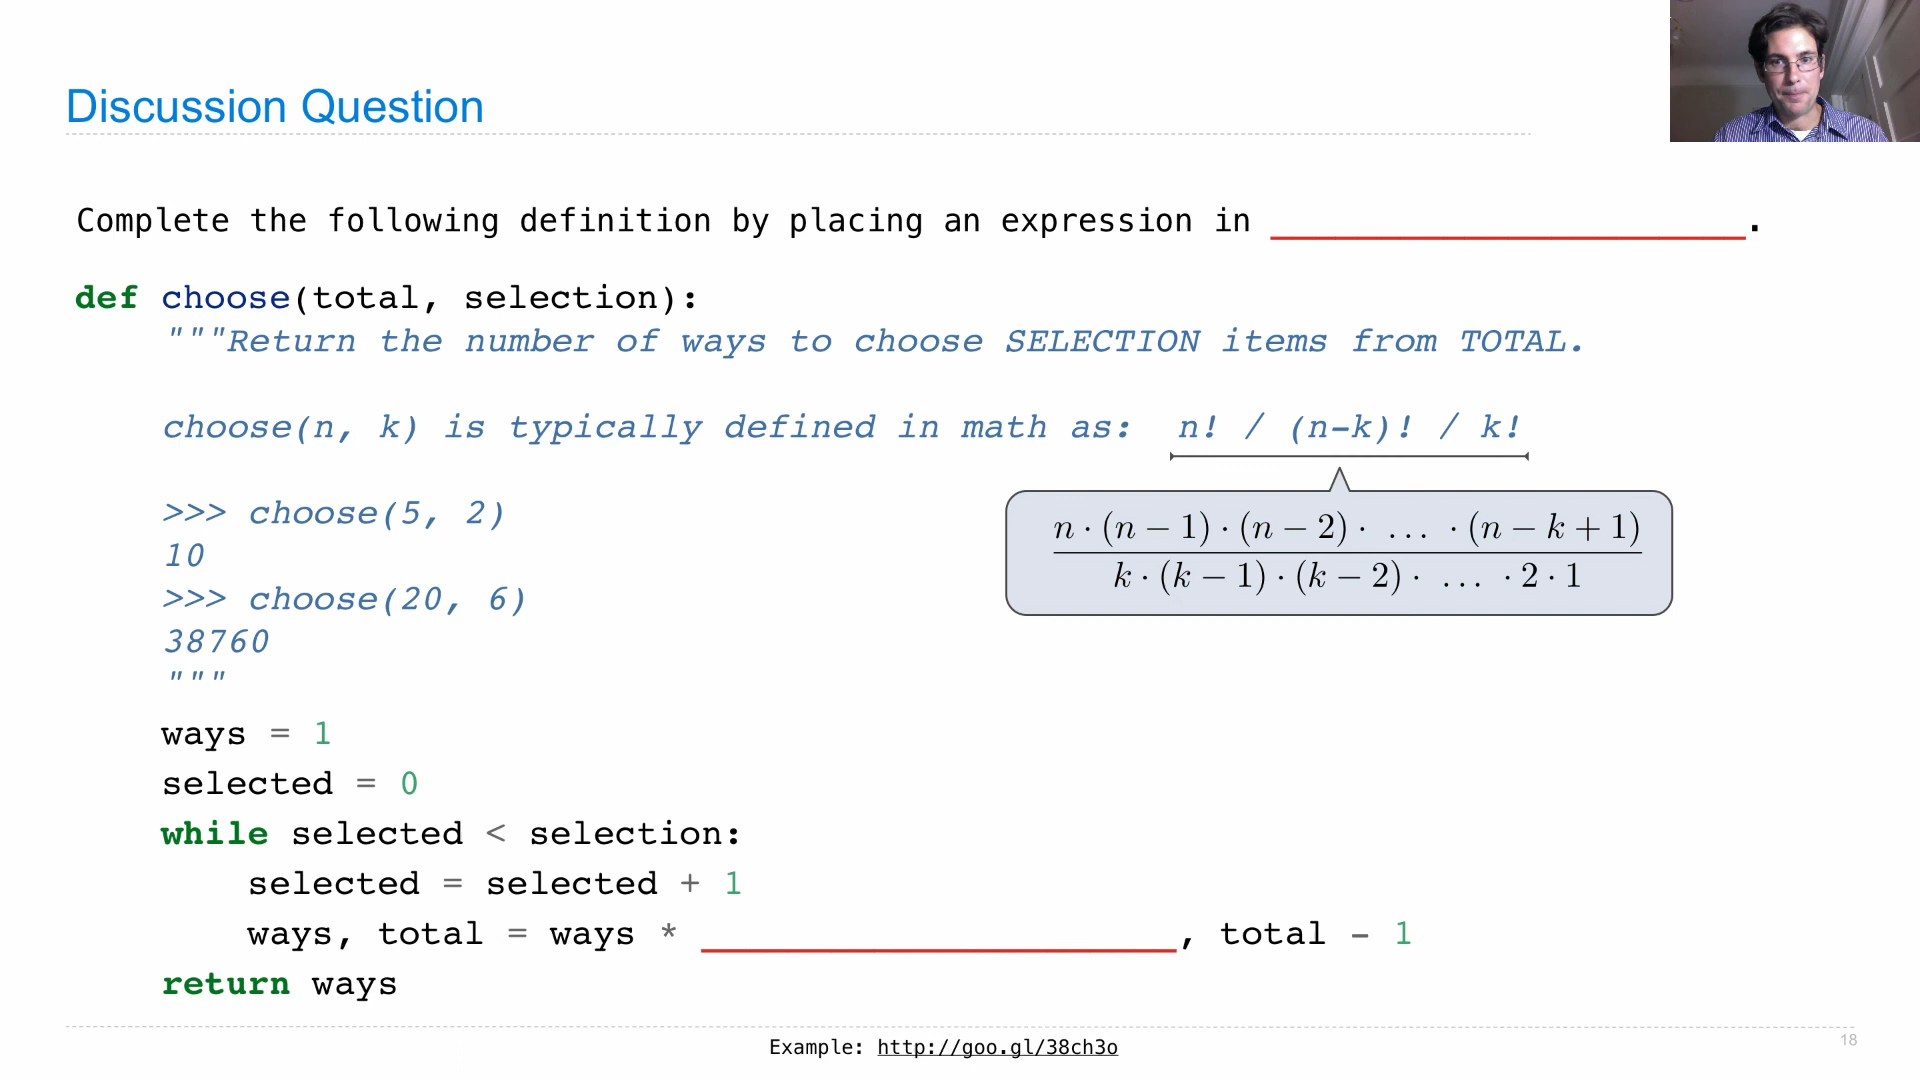 Discussion Question
Complete the following definition by placing an expression in ______________________.
def choose(total, selection):
    """Return the number of ways to choose SELECTION items from TOTAL.
    choose(n, k) is typically defined in math as:  n! / (n-k)! / k!
n · (n − 1) · (n − 2) · … · (n − k + 1)
k · (k − 1) · (k − 2) · … · 2 · 1
    >>> choose(5, 2)
    10
    >>> choose(20, 6)
    38760
    """
    ways = 1
    selected = 0
    while selected < selection:
        selected = selected + 1
        ways, total = ways * ______________________, total - 1
    return ways
Example: http://goo.gl/38ch3o
18